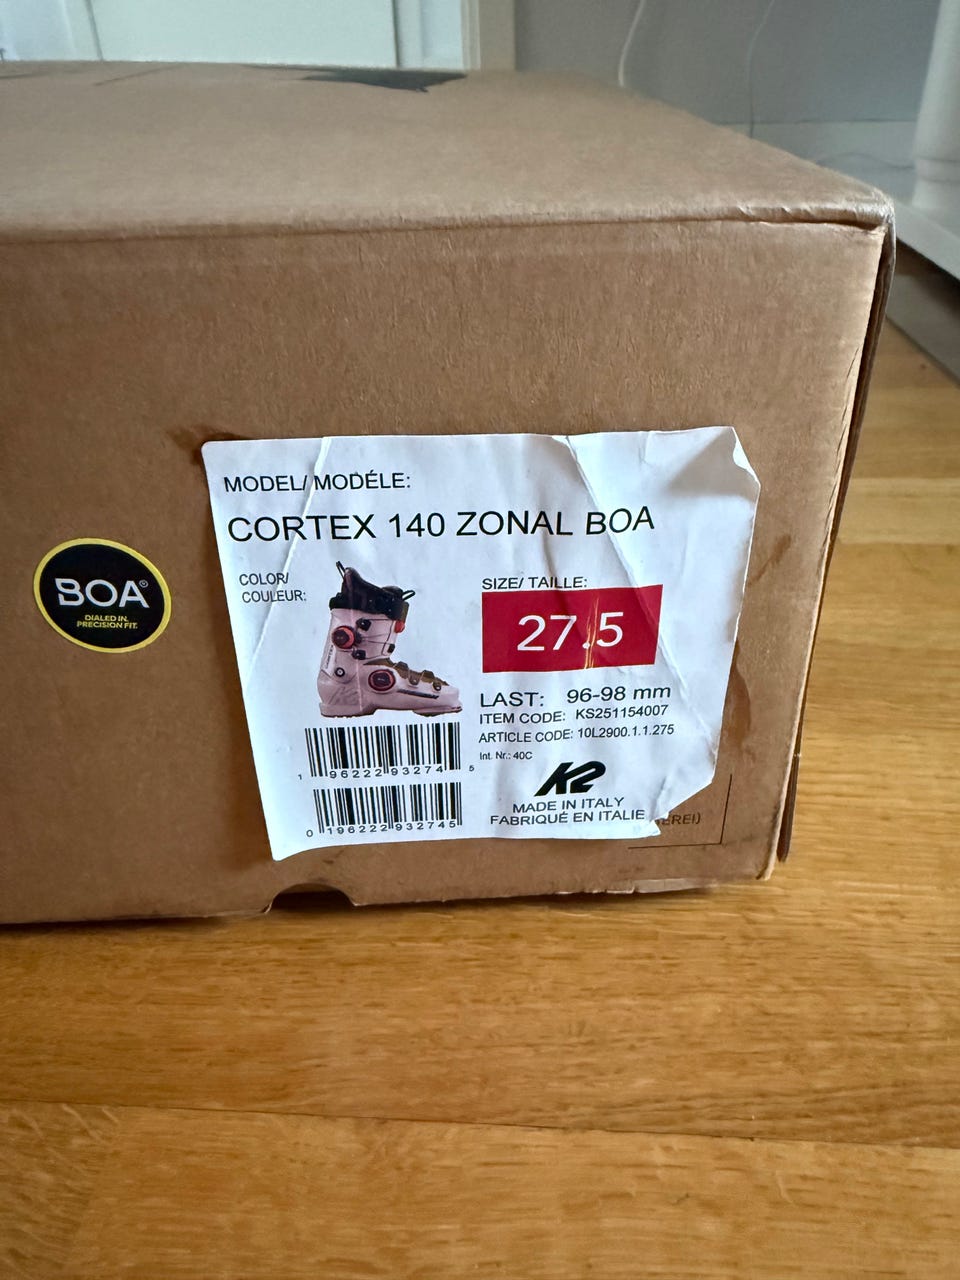 MODEL/ MODÉLE:
CORTEX 140 ZONAL BOA
COLOR/
COULEUR:
SIZE/ TAILLE:
27.5
LAST: 96-98 mm
ITEM CODE: KS251154007
ARTICLE CODE: 10L2900.1.1.275
Int. Nr.: 40C
1 96222 93274 5
0 196222 932745
K2
MADE IN ITALY
FABRIQUÉ EN ITALIE
EREI)
BOA®
DIALED IN.
PRECISION FIT.